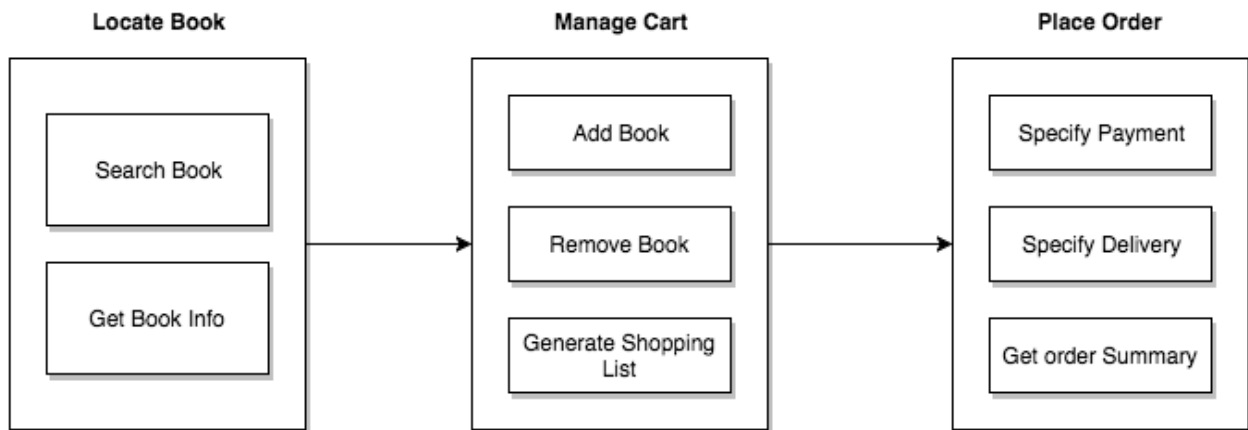 Locate Book
Search Book
Get Book Info
Manage Cart
Add Book
Remove Book
Generate Shopping
List
Place Order
Specify Payment
Specify Delivery
Get order Summary